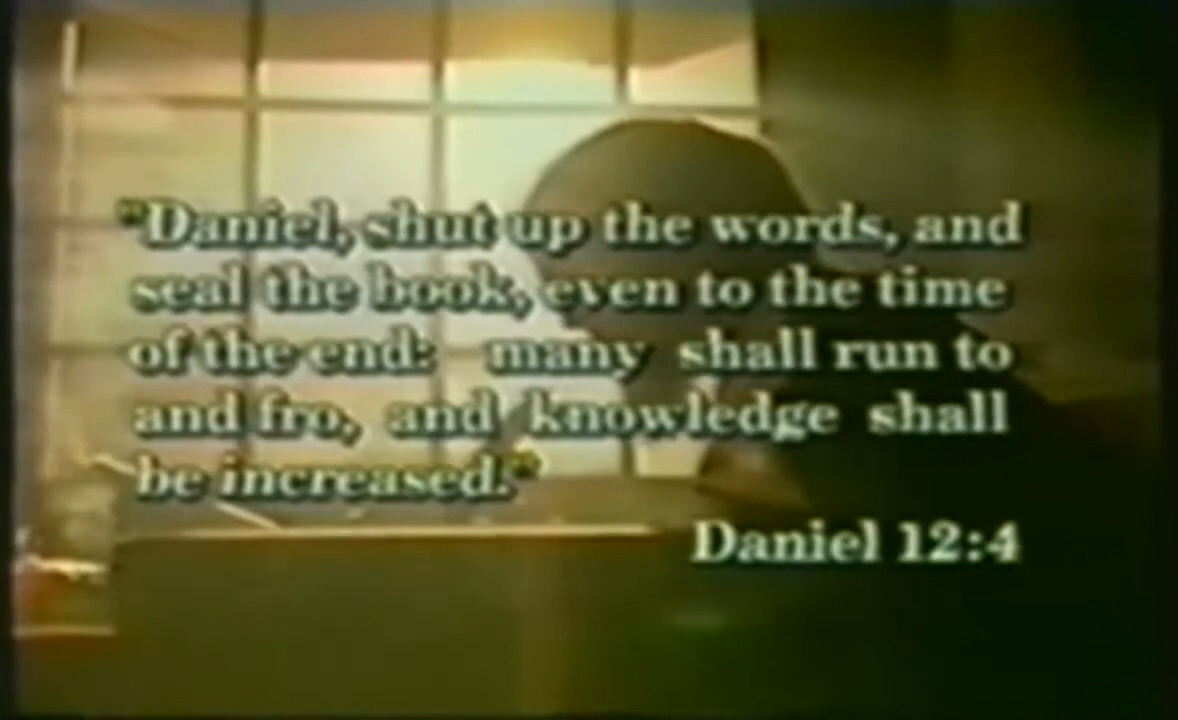 "Daniel, shut up the words, and
seal the book, even to the time
of the end: many shall run to
and fro, and knowledge shall
be increased."
Daniel 12:4